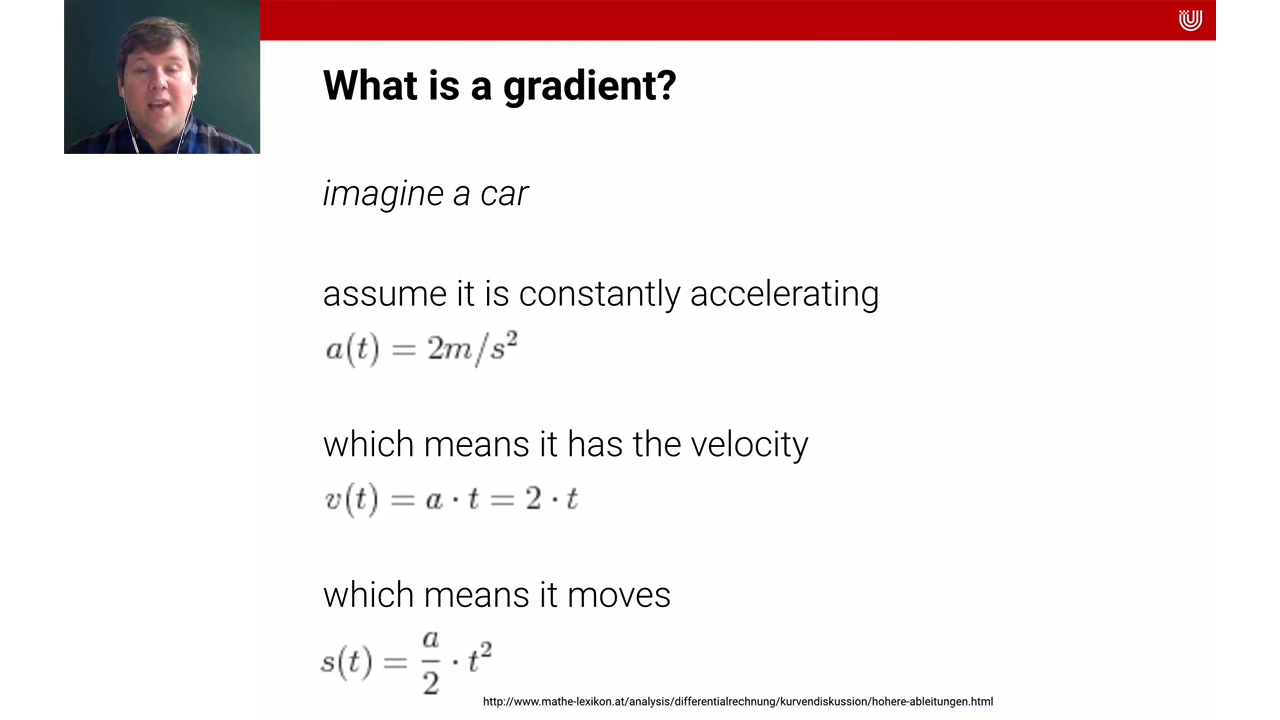 What is a gradient?
imagine a car
assume it is constantly accelerating
a(t) = 2m/s²
which means it has the velocity
v(t) = a · t = 2 · t
which means it moves
s(t) = a/2 · t²
http://www.mathe-lexikon.at/analysis/differentialrechnung/kurvendiskussion/hohere-ableitungen.html